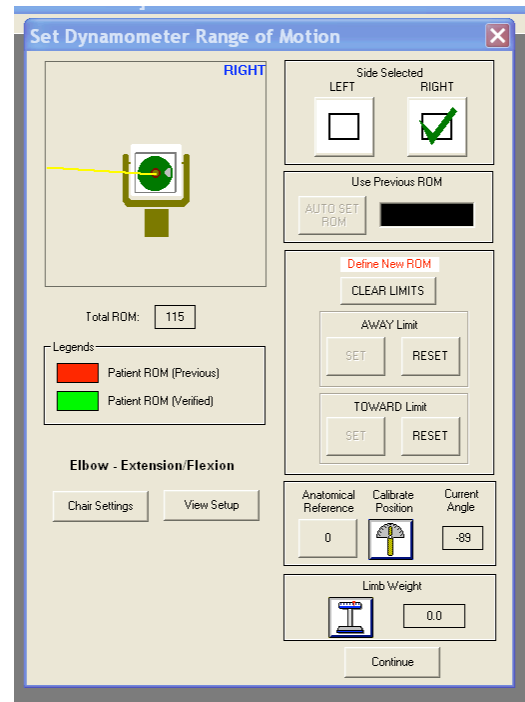 Set Dynamometer Range of Motion
RIGHT
Side Selected
LEFT RIGHT
Use Previous ROM
AUTO SET
ROM
Define New ROM
CLEAR LIMITS
Total ROM: 115
AWAY Limit
SET RESET
Legends
Patient ROM (Previous)
Patient ROM (Verified)
TOWARD Limit
SET RESET
Elbow - Extension/Flexion
Chair Settings View Setup
Anatomical
Reference
Calibrate
Position
Current
Angle
0 -89
Limb Weight
0.0
Continue